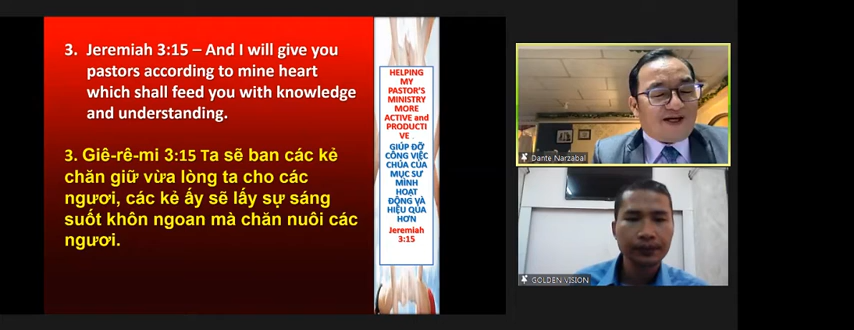 3. Jeremiah 3:15 – And I will give you
pastors according to mine heart
which shall feed you with knowledge
and understanding.
3. Giê-rê-mi 3:15 Ta sẽ ban các kẻ
chăn giữ vừa lòng ta cho các
ngươi, các kẻ ấy sẽ lấy sự sáng
suốt khôn ngoan mà chăn nuôi các
ngươi.
HELPING
MY
PASTOR'S
MINISTRY
MORE
ACTIVE and
PRODUCTI
VE
GIÚP ĐỠ
CÔNG VIỆC
CHÚA CỦA
MỤC SƯ
MÌNH
HOẠT
ĐỘNG VÀ
HIỆU QUẢ
HƠN
Jeremiah
3:15
Dante Narzabal
GOLDEN VISION